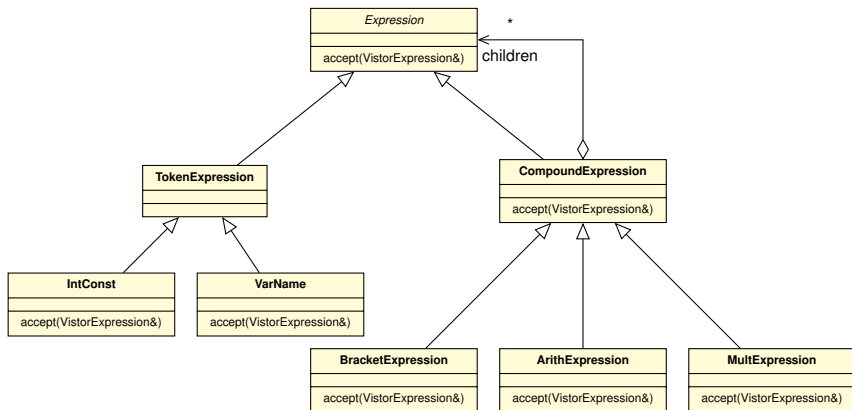 Expression
*
accept(VistorExpression&)
children
TokenExpression
CompoundExpression
accept(VistorExpression&)
IntConst
VarName
accept(VistorExpression&)
accept(VistorExpression&)
BracketExpression
ArithExpression
MultExpression
accept(VistorExpression&)
accept(VistorExpression&)
accept(VistorExpression&)